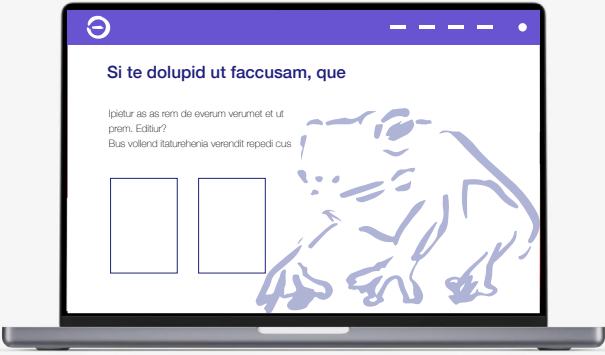 Si te dolupid ut faccusam, que
Ipietur as as rem de everum verumet et ut
prem. Editiur?
Bus vollend itaturehenia verendit repedi cus